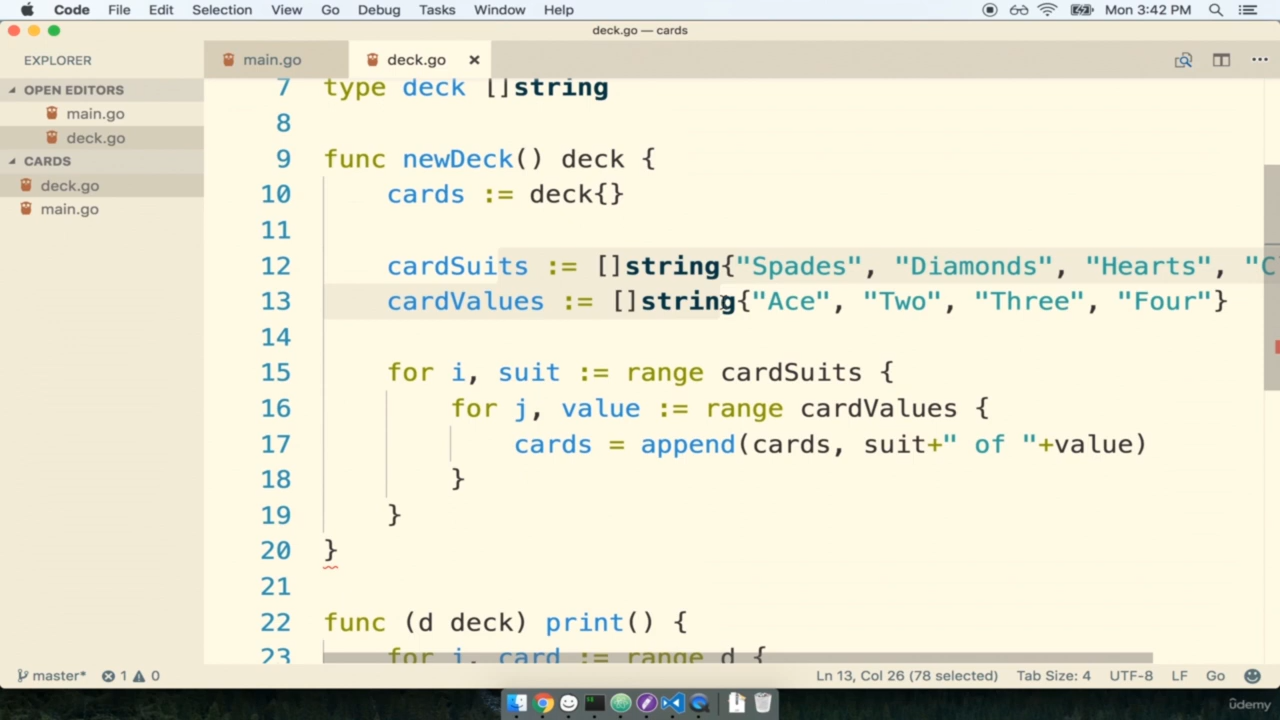 Code File Edit Selection View Go Debug Tasks Window Help Mon 3:42 PM
deck.go — cards
EXPLORER main.go deck.go
OPEN EDITORS
main.go
deck.go
CARDS
deck.go
main.go
7 type deck []string
8
9 func newDeck() deck {
10 cards := deck{}
11
12 cardSuits := []string{"Spades", "Diamonds", "Hearts", "C
13 cardValues := []string{"Ace", "Two", "Three", "Four"}
14
15 for i, suit := range cardSuits {
16 for j, value := range cardValues {
17 cards = append(cards, suit+" of "+value)
18 }
19 }
20 }
21
22 func (d deck) print() {
23 for i, card := range d {
master* 1 0 Ln 13, Col 26 (78 selected) Tab Size: 4 UTF-8 LF Go
udemy